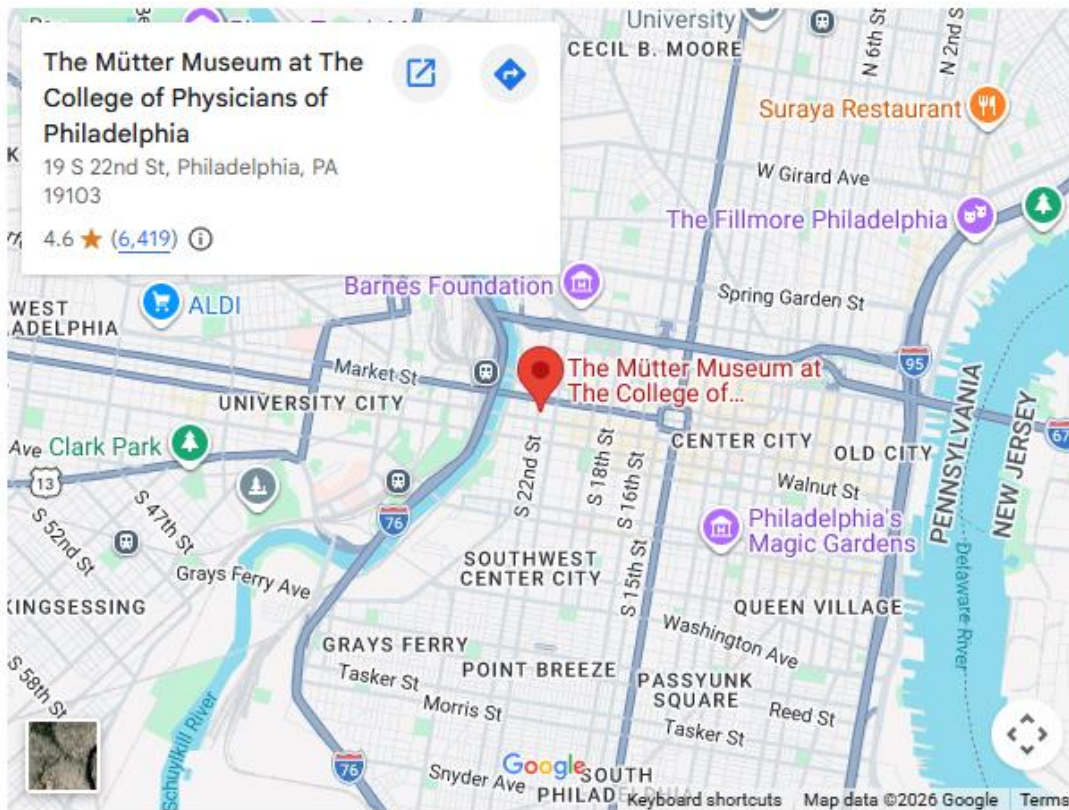 The Mütter Museum at The
College of Physicians of
Philadelphia
19 S 22nd St, Philadelphia, PA
19103
4.6 ★ (6,419)
University
CECIL B. MOORE
N 6th St
N 2nd St
Suraya Restaurant
W Girard Ave
The Fillmore Philadelphia
Barnes Foundation
Spring Garden St
WEST
ADELPHIA
ALDI
95
Market St
The Mütter Museum at
The College of...
UNIVERSITY CITY
PENNSYLVANIA
NEW JERSEY
67
Ave
Clark Park
CENTER CITY
OLD CITY
13
S 22nd St
S 18th St
S 16th St
Walnut St
S 47th St
S 52nd St
76
Philadelphia's
Magic Gardens
SOUTHWEST
CENTER CITY
S 15th St
Delaware River
Grays Ferry Ave
KINGSESSING
QUEEN VILLAGE
Washington Ave
GRAYS FERRY
POINT BREEZE
S 58th St
Tasker St
PASSYUNK
SQUARE
Morris St
Reed St
Tasker St
Schuylkill River
76
Snyder Ave
Google
SOUTH
PHILAD
Keyboard shortcuts
Map data ©2026 Google
Terms